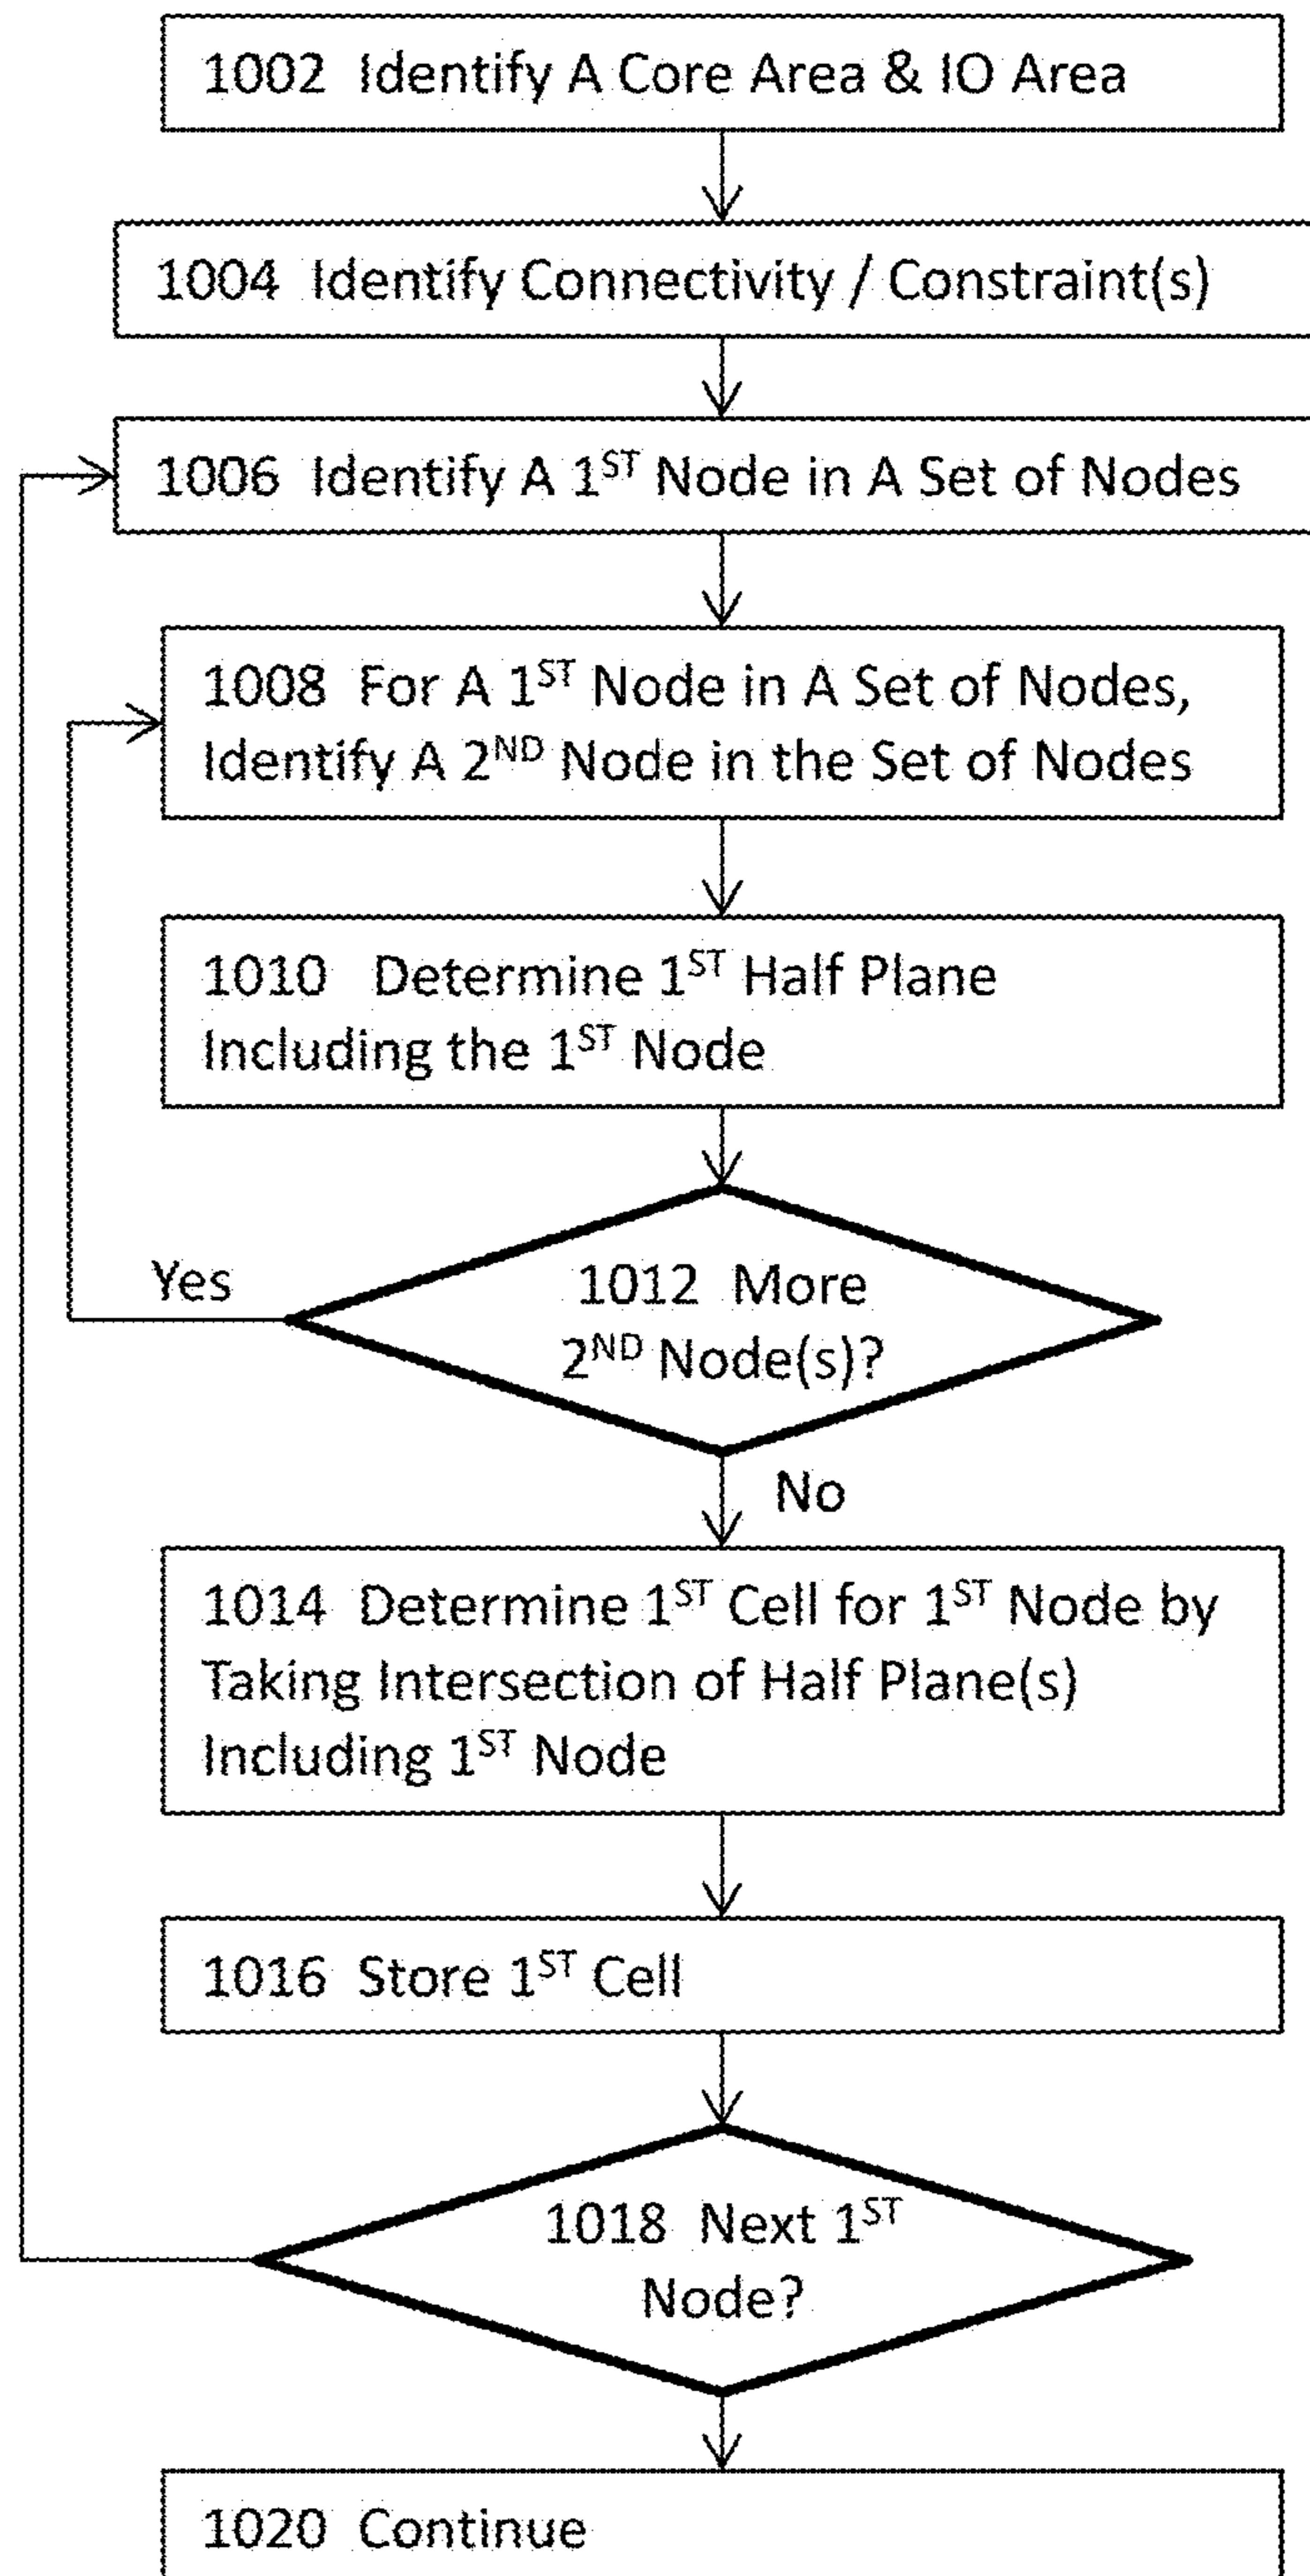 1002 Identify A Core Area & IO Area
1004 Identify Connectivity / Constraint(s)
1006 Identify A 1ST Node in A Set of Nodes
1008 For A 1ST Node in A Set of Nodes,
Identify A 2ND Node in the Set of Nodes
1010 Determine 1ST Half Plane
Including the 1ST Node
Yes
1012 More
2ND Node(s)?
No
1014 Determine 1ST Cell for 1ST Node by
Taking Intersection of Half Plane(s)
Including 1ST Node
1016 Store 1ST Cell
1018 Next 1ST
Node?
1020 Continue